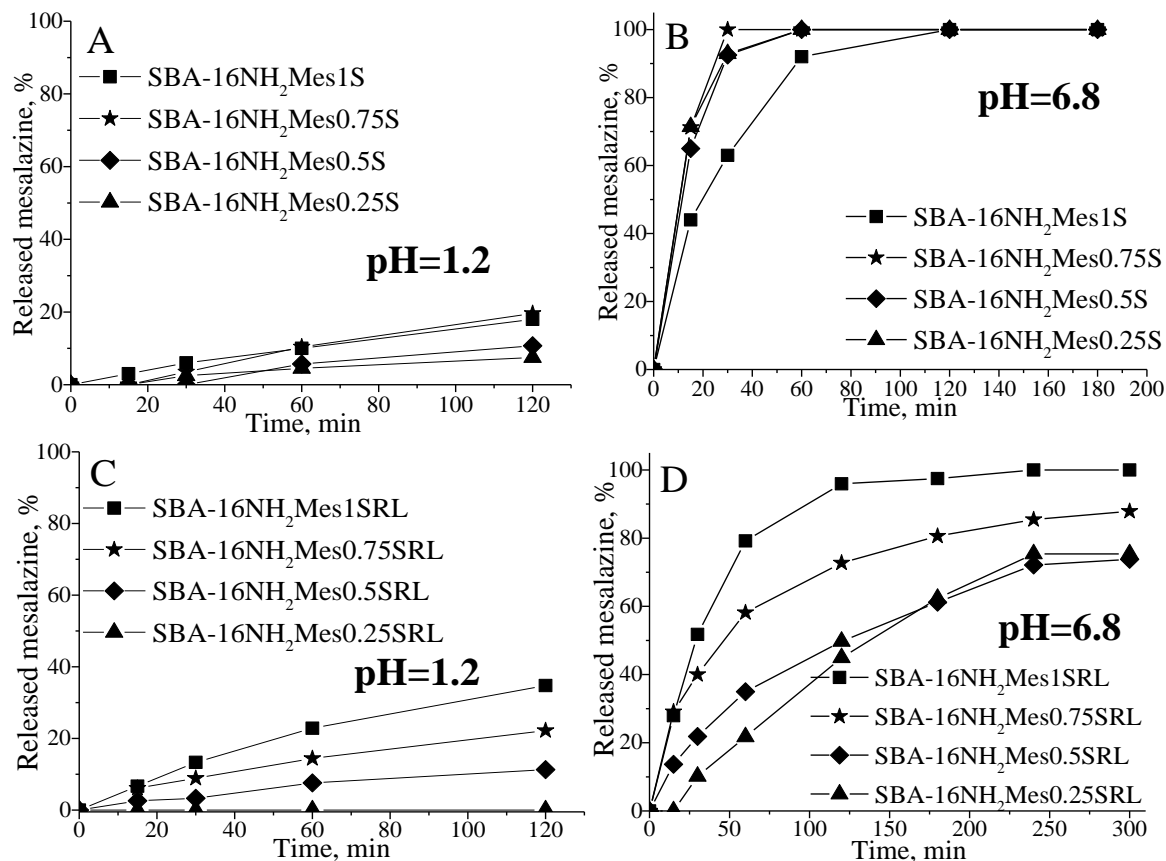 A
100
80
60
40
20
0
Released mesalazine, %
SBA-16NH₂Mes1S
SBA-16NH₂Mes0.75S
SBA-16NH₂Mes0.5S
SBA-16NH₂Mes0.25S
pH=1.2
0 20 40 60 80 100 120
Time, min
B
100
80
60
40
20
0
Released mesalazine, %
pH=6.8
SBA-16NH₂Mes1S
SBA-16NH₂Mes0.75S
SBA-16NH₂Mes0.5S
SBA-16NH₂Mes0.25S
0 20 40 60 80 100 120 140 160 180 200
Time, min
C
100
80
60
40
20
0
Released mesalazine, %
SBA-16NH₂Mes1SRL
SBA-16NH₂Mes0.75SRL
SBA-16NH₂Mes0.5SRL
SBA-16NH₂Mes0.25SRL
pH=1.2
0 20 40 60 80 100 120
Time, min
D
100
80
60
40
20
0
Released mesalazine, %
pH=6.8
SBA-16NH₂Mes1SRL
SBA-16NH₂Mes0.75SRL
SBA-16NH₂Mes0.5SRL
SBA-16NH₂Mes0.25SRL
0 50 100 150 200 250 300
Time, min